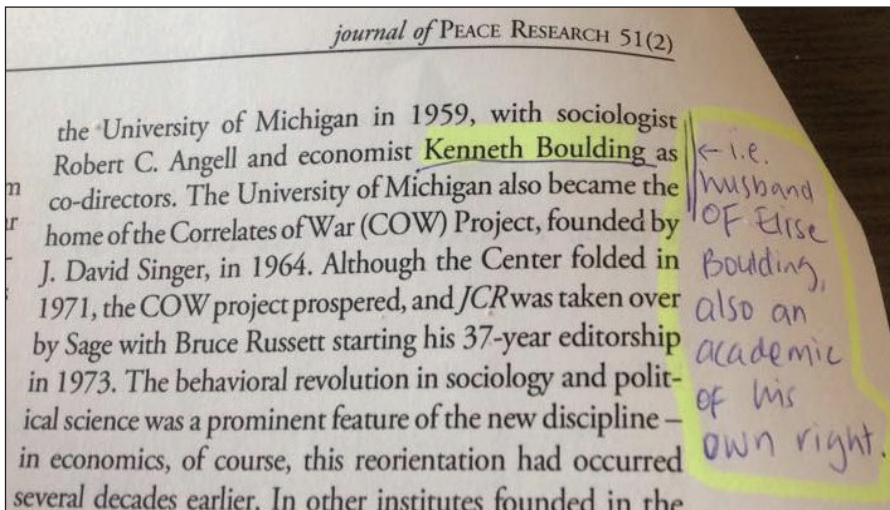 journal of PEACE RESEARCH 51(2)
the University of Michigan in 1959, with sociologist
Robert C. Angell and economist Kenneth Boulding as
co-directors. The University of Michigan also became the
home of the Correlates of War (COW) Project, founded by
J. David Singer, in 1964. Although the Center folded in
1971, the COW project prospered, and JCR was taken over
by Sage with Bruce Russett starting his 37-year editorship
in 1973. The behavioral revolution in sociology and polit-
ical science was a prominent feature of the new discipline –
in economics, of course, this reorientation had occurred
several decades earlier. In other institutes founded in the
← i.e.
husband
OF Elise
Boulding,
also an
academic
of his
own right.